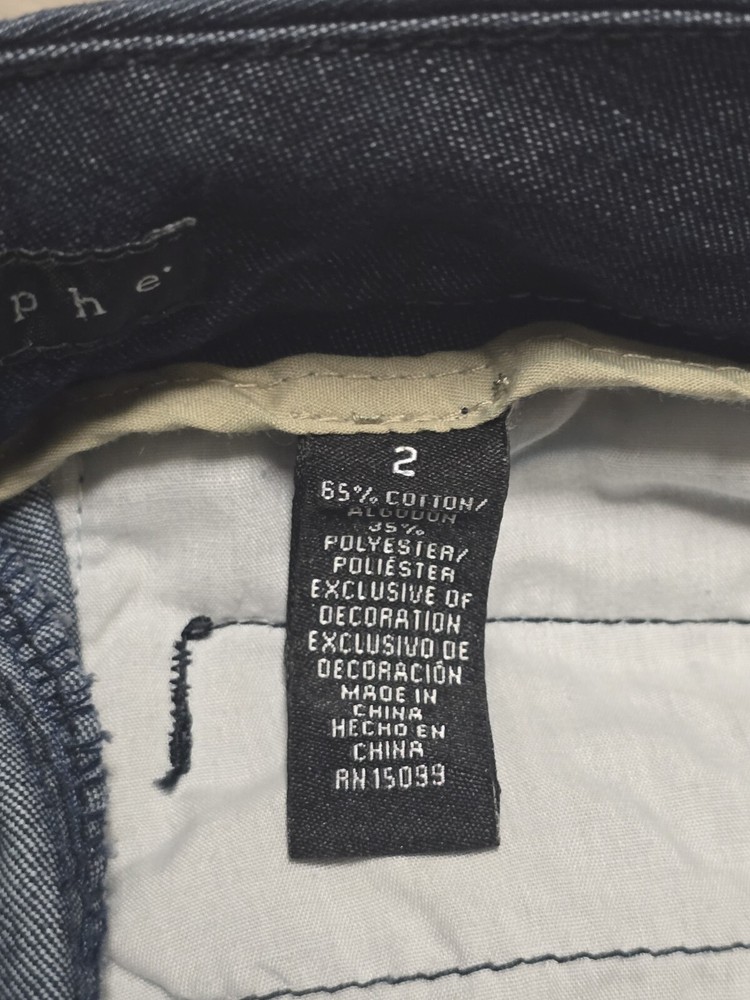 phe
2
65% COTTON/
ALGODON
35%
POLYESTER/
POLIÉSTER
EXCLUSIVE OF
DECORATION
EXCLUSIVO DE
DECORACIÓN
MADE IN
CHINA
HECHO EN
CHINA
RN15099